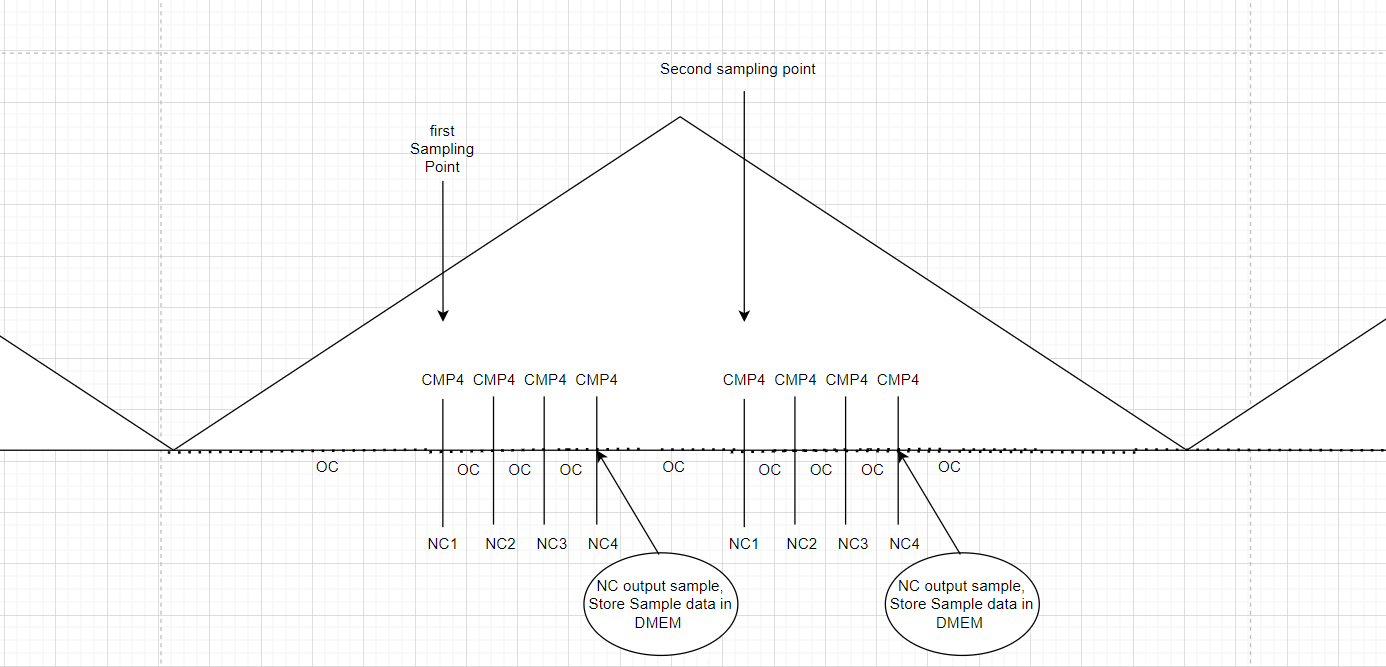 Second sampling point
first
Sampling
Point
CMP4 CMP4 CMP4 CMP4 CMP4 CMP4 CMP4 CMP4
OC OC OC OC OC OC OC OC OC
NC1 NC2 NC3 NC4 NC1 NC2 NC3 NC4
NC output sample,
Store Sample data in
DMEM
NC output sample,
Store Sample data in
DMEM